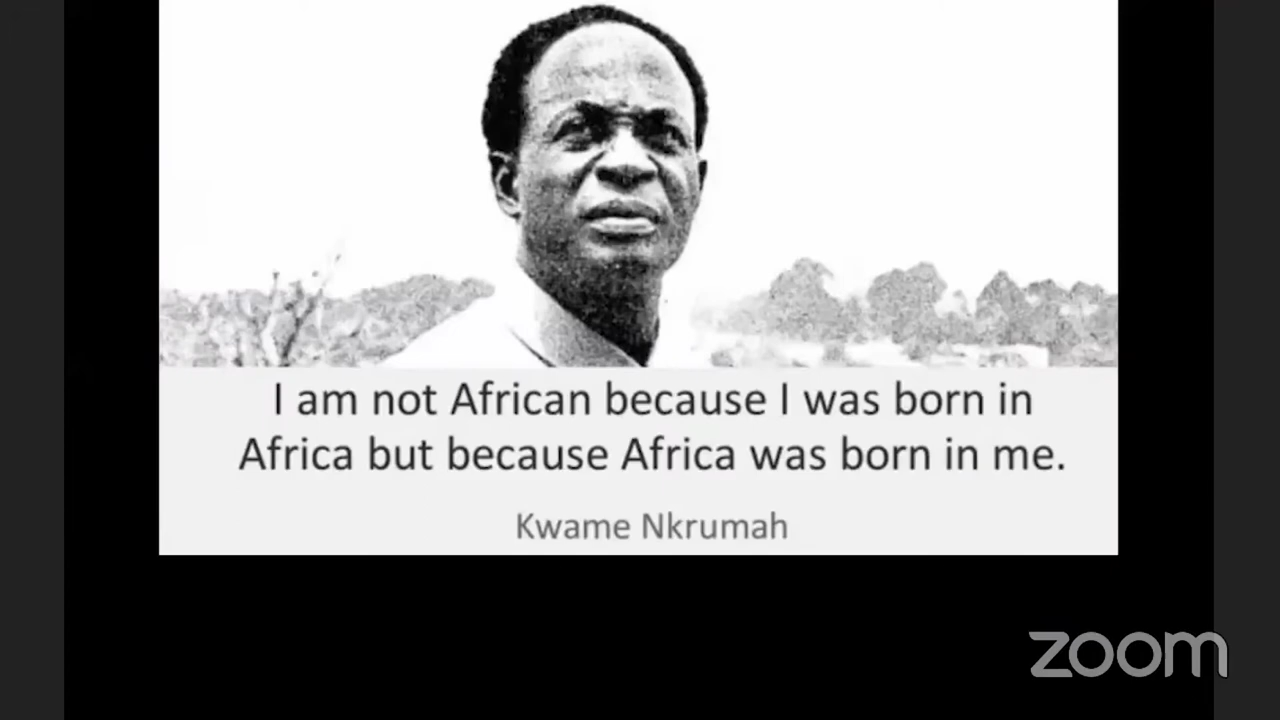 I am not African because I was born in
Africa but because Africa was born in me.
Kwame Nkrumah
zoom